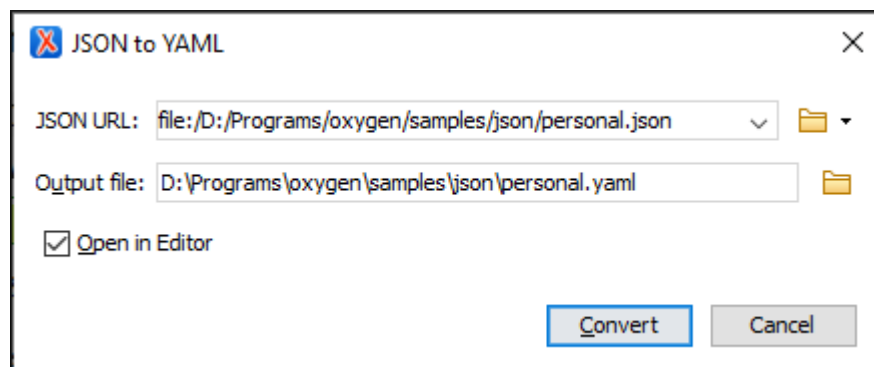 JSON to YAML
JSON URL: file:/D:/Programs/oxygen/samples/json/personal.json
Output file: D:\Programs\oxygen\samples\json\personal.yaml
Open in Editor
Convert Cancel